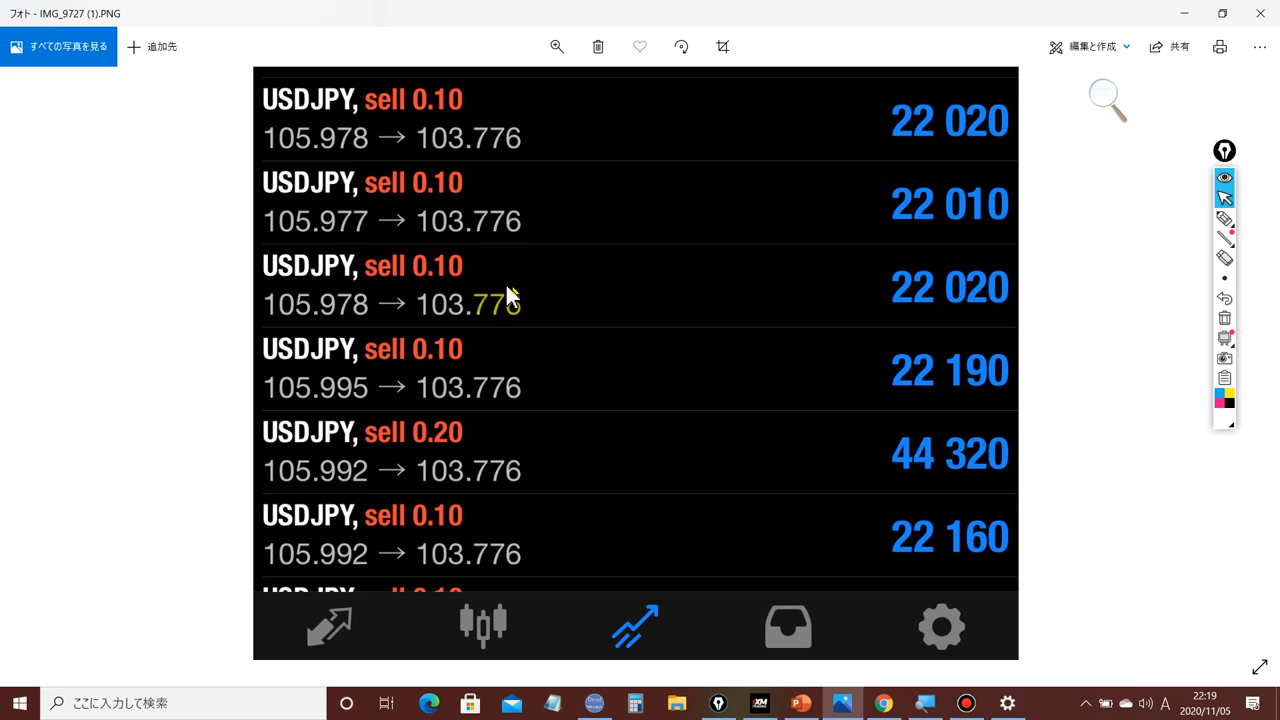 フォト - IMG_9727 (1).PNG
すべての写真を見る
追加先
編集と作成
共有
USDJPY, sell 0.10
105.978 → 103.776
22 020
USDJPY, sell 0.10
105.977 → 103.776
22 010
USDJPY, sell 0.10
105.978 → 103.776
22 020
USDJPY, sell 0.10
105.995 → 103.776
22 190
USDJPY, sell 0.20
105.992 → 103.776
44 320
USDJPY, sell 0.10
105.992 → 103.776
22 160
ここに入力して検索
XM
A
22:19
2020/11/05